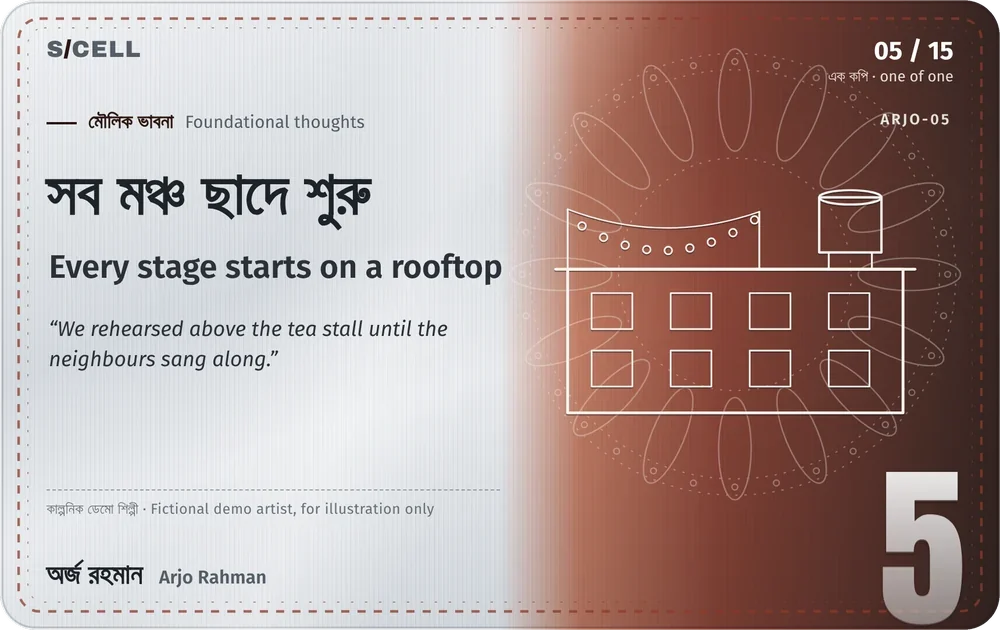 S/CELL
05 / 15
এক কপি · one of one
ARJO-05
মৌলিক ভাবনা Foundational thoughts
সব মঞ্চ ছাদে শুরু
Every stage starts on a rooftop
“We rehearsed above the tea stall until the
neighbours sang along.”
কাল্পনিক ডেমো শিল্পী · Fictional demo artist, for illustration only
অর্জ রহমান Arjo Rahman
5